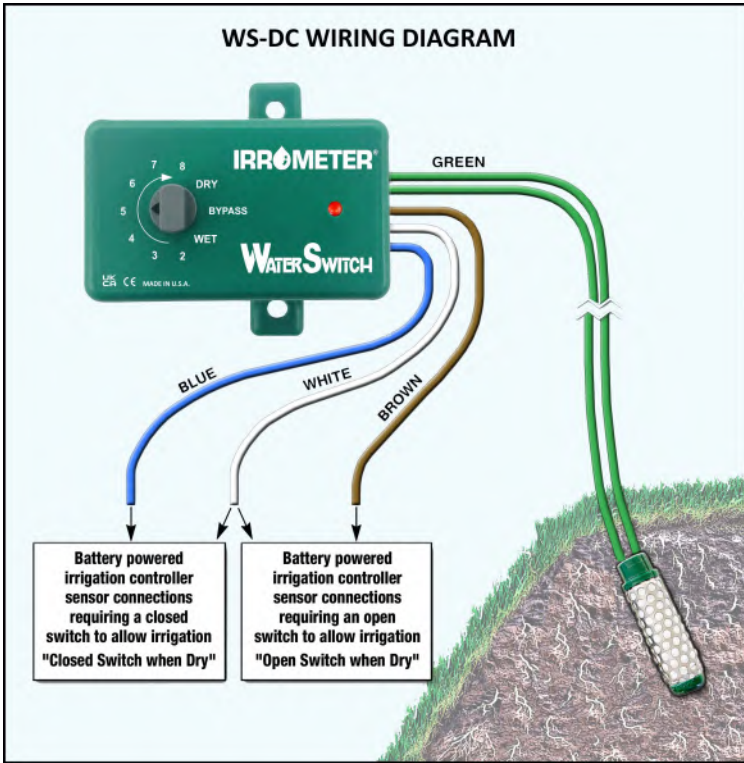 WS-DC WIRING DIAGRAM
IRROMETER®
GREEN
7 8
6 DRY
5 BYPASS
4 WET
3 2
WATERSWITCH
UK
CA CE MADE IN U.S.A.
BLUE
WHITE
BROWN
Battery powered
irrigation controller
sensor connections
requiring a closed
switch to allow irrigation
"Closed Switch when Dry"
Battery powered
irrigation controller
sensor connections
requiring an open
switch to allow irrigation
"Open Switch when Dry"